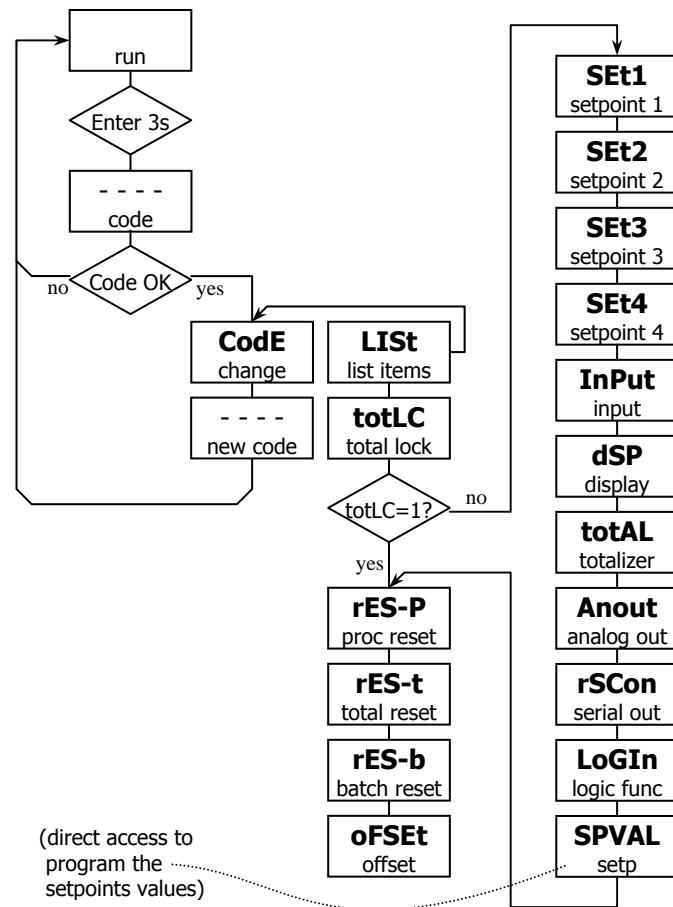 run
Enter 3s
- - - -
code
Code OK
no
yes
CodE
change
- - - -
new code
LISt
list items
totLC
total lock
totLC=1?
no
yes
rES-P
proc reset
rES-t
total reset
rES-b
batch reset
oFSEt
offset
SEt1
setpoint 1
SEt2
setpoint 2
SEt3
setpoint 3
SEt4
setpoint 4
InPut
input
dSP
display
totAL
totalizer
Anout
analog out
rSCon
serial out
LoGIn
logic func
SPVAL
setp
(direct access to
program the
setpoints values)